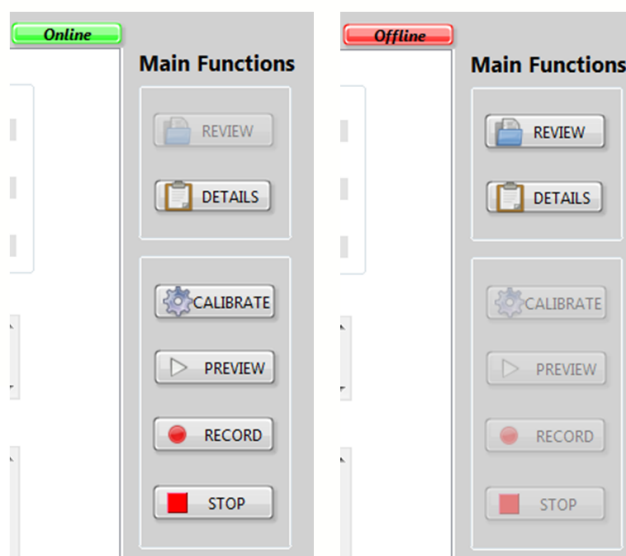 Online
Main Functions
REVIEW
DETAILS
CALIBRATE
PREVIEW
RECORD
STOP
Offline
Main Functions
REVIEW
DETAILS
CALIBRATE
PREVIEW
RECORD
STOP